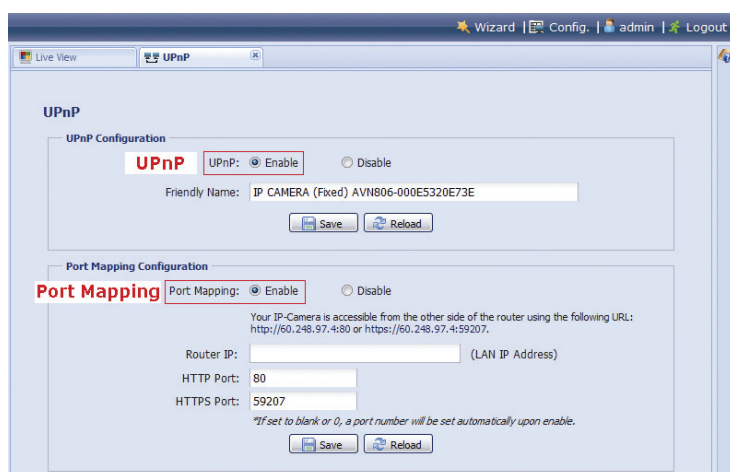 Wizard | Config. | admin | Logout
Live View UPnP
UPnP
UPnP Configuration
UPnP UPnP: Enable Disable
Friendly Name: IP CAMERA (Fixed) AVN806-000E5320E73E
Save Reload
Port Mapping Configuration
Port Mapping Port Mapping: Enable Disable
Your IP-Camera is accessible from the other side of the router using the following URL:
http://60.248.97.4:80 or https://60.248.97.4:59207.
Router IP: (LAN IP Address)
HTTP Port: 80
HTTPS Port: 59207
*If set to blank or 0, a port number will be set automatically upon enable.
Save Reload